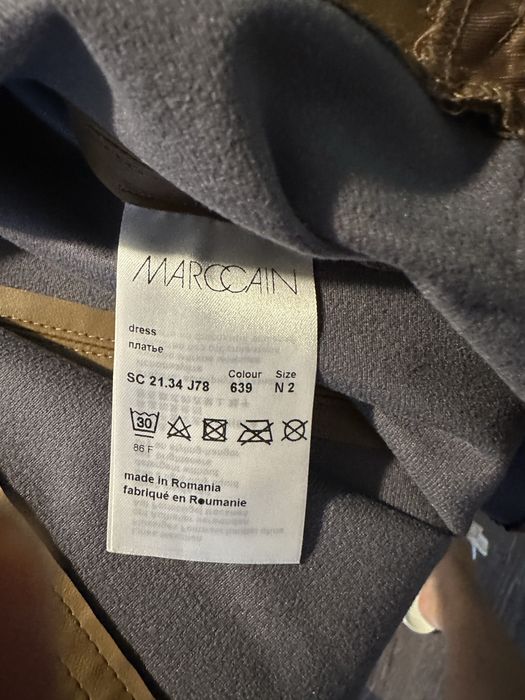 MARCCAIN
dress
платье
Colour Size
SC 21.34 J78 639 N 2
30
86 F
made in Romania
fabriqué en Roumanie